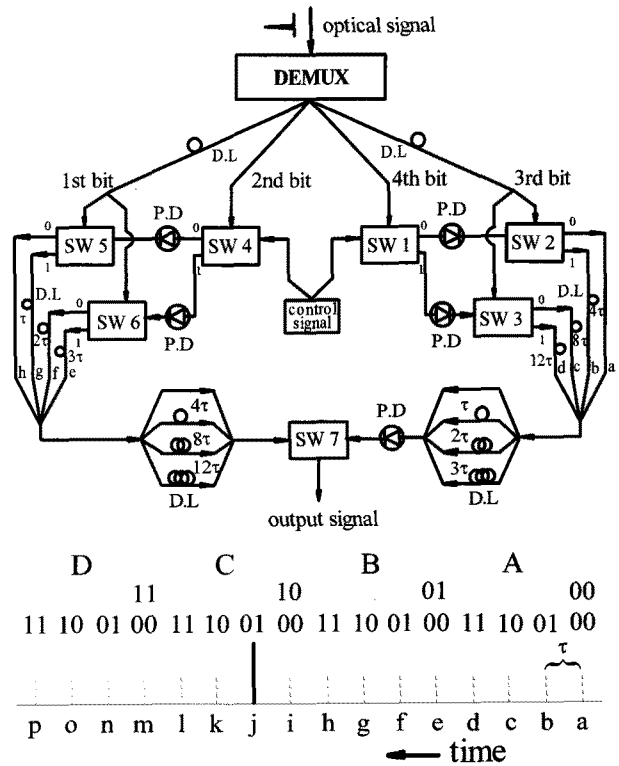 optical signal
DEMUX
D.L
D.L
1st bit
2nd bit
4th bit
3rd bit
P.D
P.D
0
SW 5
0
SW 4
SW 1
0
SW 2
0
1
1
1
1
D.L
τ
2τ
3τ
SW 6
0
1
P.D
control
signal
P.D
SW 3
0
1
D.L
4τ
8τ
12τ
h
g
f
e
d
c
b
a
4τ
8τ
12τ
D.L
SW 7
P.D
τ
2τ
3τ
D.L
output signal
D C B A
11 10 01 00
11 10 01 00 11 10 01 00 11 10 01 00 11 10 01 00
τ
p o n m l k j i h g f e d c b a
time